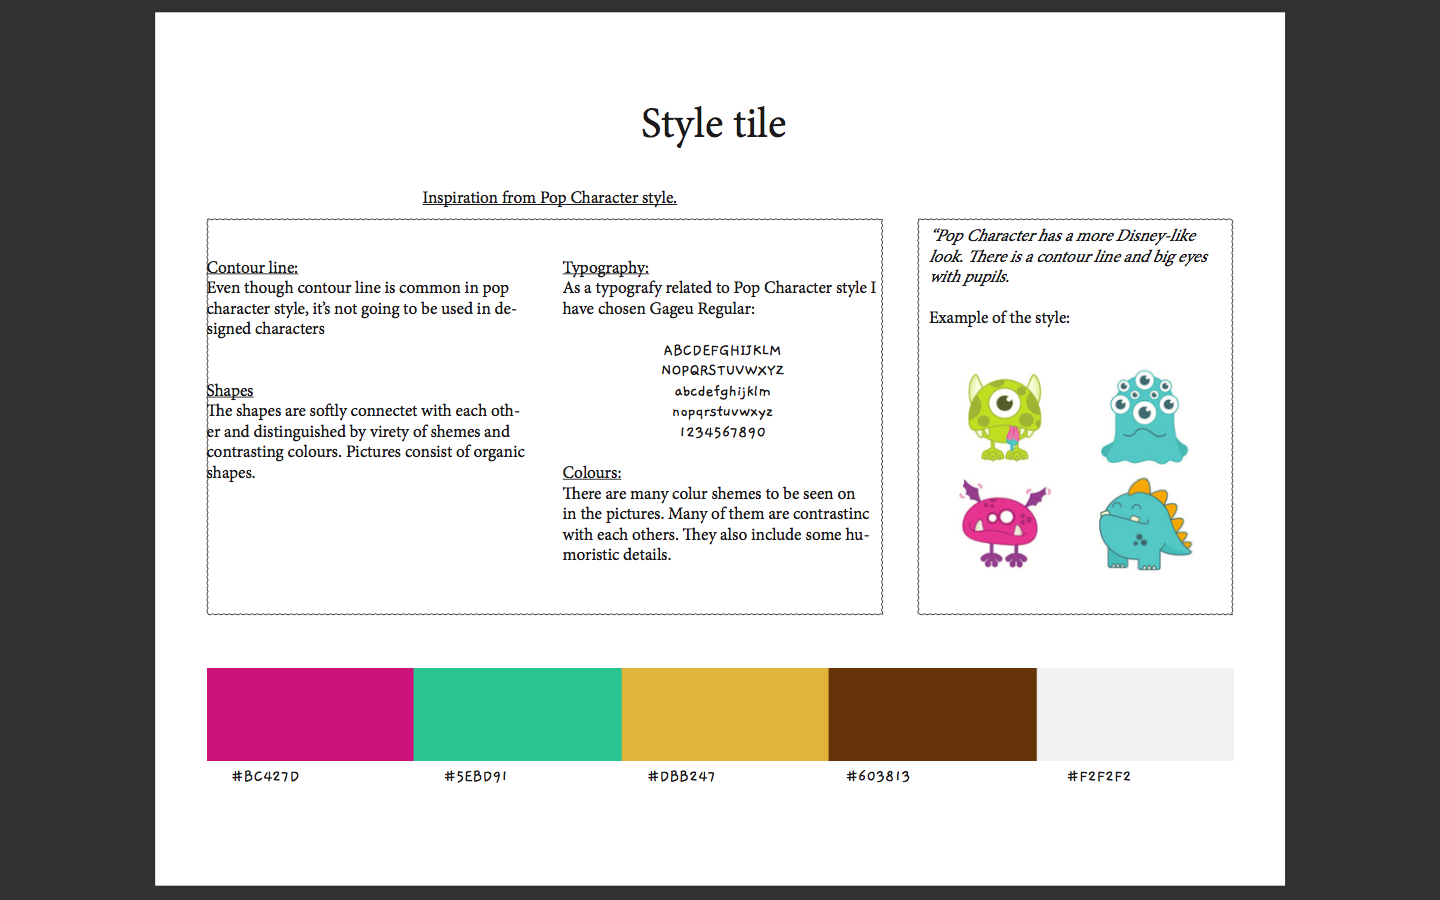 Style tile
Inspiration from Pop Character style.
Contour line:
Even though contour line is common in pop
character style, it's not going to be used in de-
signed characters
Shapes
The shapes are softly connectet with each oth-
er and distinguished by virety of shemes and
contrasting colours. Pictures consist of organic
shapes.
Typography:
As a typografy related to Pop Character style I
have chosen Gageu Regular:
ABCDEFGHIJKLM
NOPQRSTUVWXYZ
abcdefghijklm
nopqrstuvwxyz
1234567890
Colours:
There are many colur shemes to be seen on
in the pictures. Many of them are contrastinc
with each others. They also include some hu-
moristic details.
“Pop Character has a more Disney-like
look. There is a contour line and big eyes
with pupils.
Example of the style:
#BC427D
#5EBD91
#DBB247
#603813
#F2F2F2